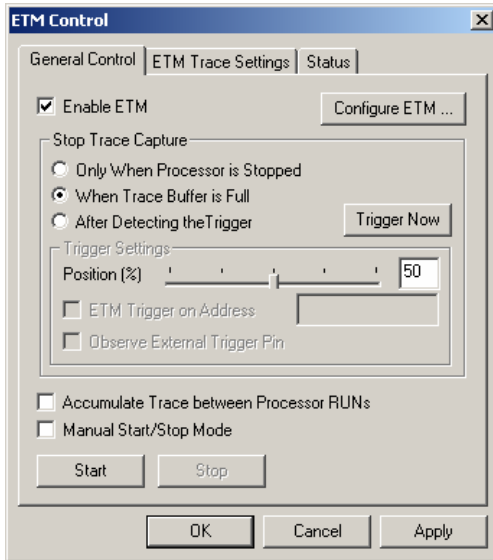 ETM Control
General Control ETM Trace Settings Status
Enable ETM Configure ETM ...
Stop Trace Capture
Only When Processor is Stopped
When Trace Buffer is Full
After Detecting theTrigger Trigger Now
Trigger Settings
Position (%) 50
ETM Trigger on Address
Observe External Trigger Pin
Accumulate Trace between Processor RUNs
Manual Start/Stop Mode
Start Stop
OK Cancel Apply